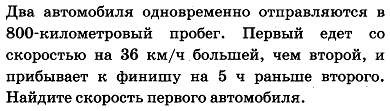 Два автомобиля одновременно отправляются в
800-километровый пробег. Первый едет со
скоростью на 36 км/ч большей, чем второй, и
прибывает к финишу на 5 ч раньше второго.
Найдите скорость первого автомобиля.